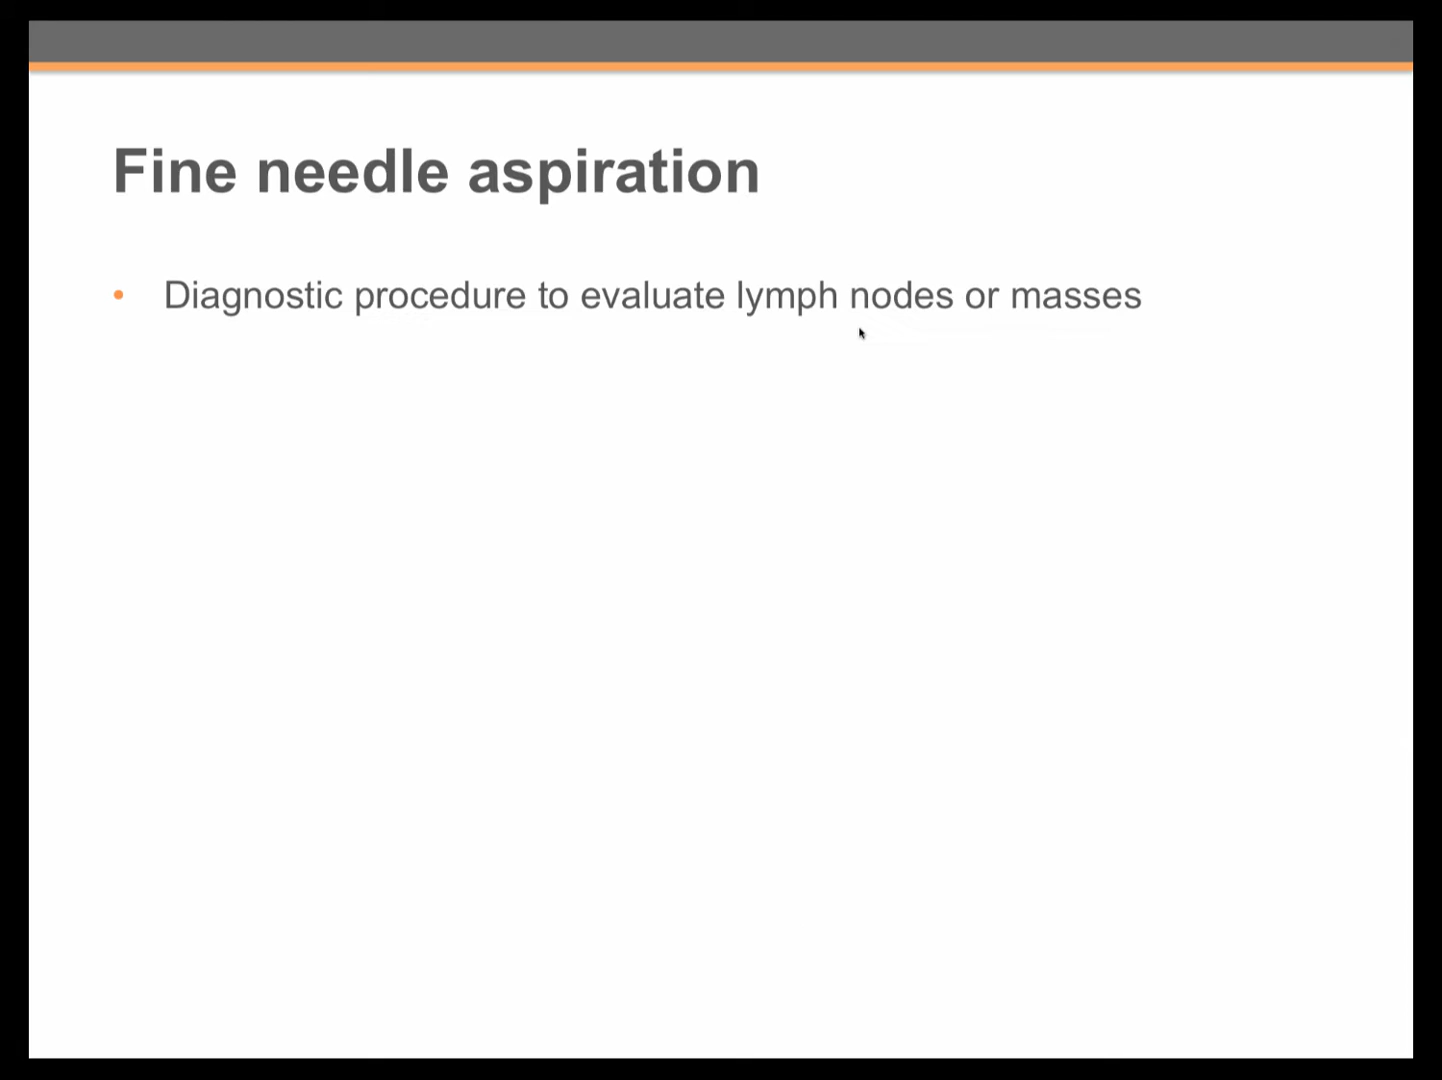 Fine needle aspiration
• Diagnostic procedure to evaluate lymph nodes or masses